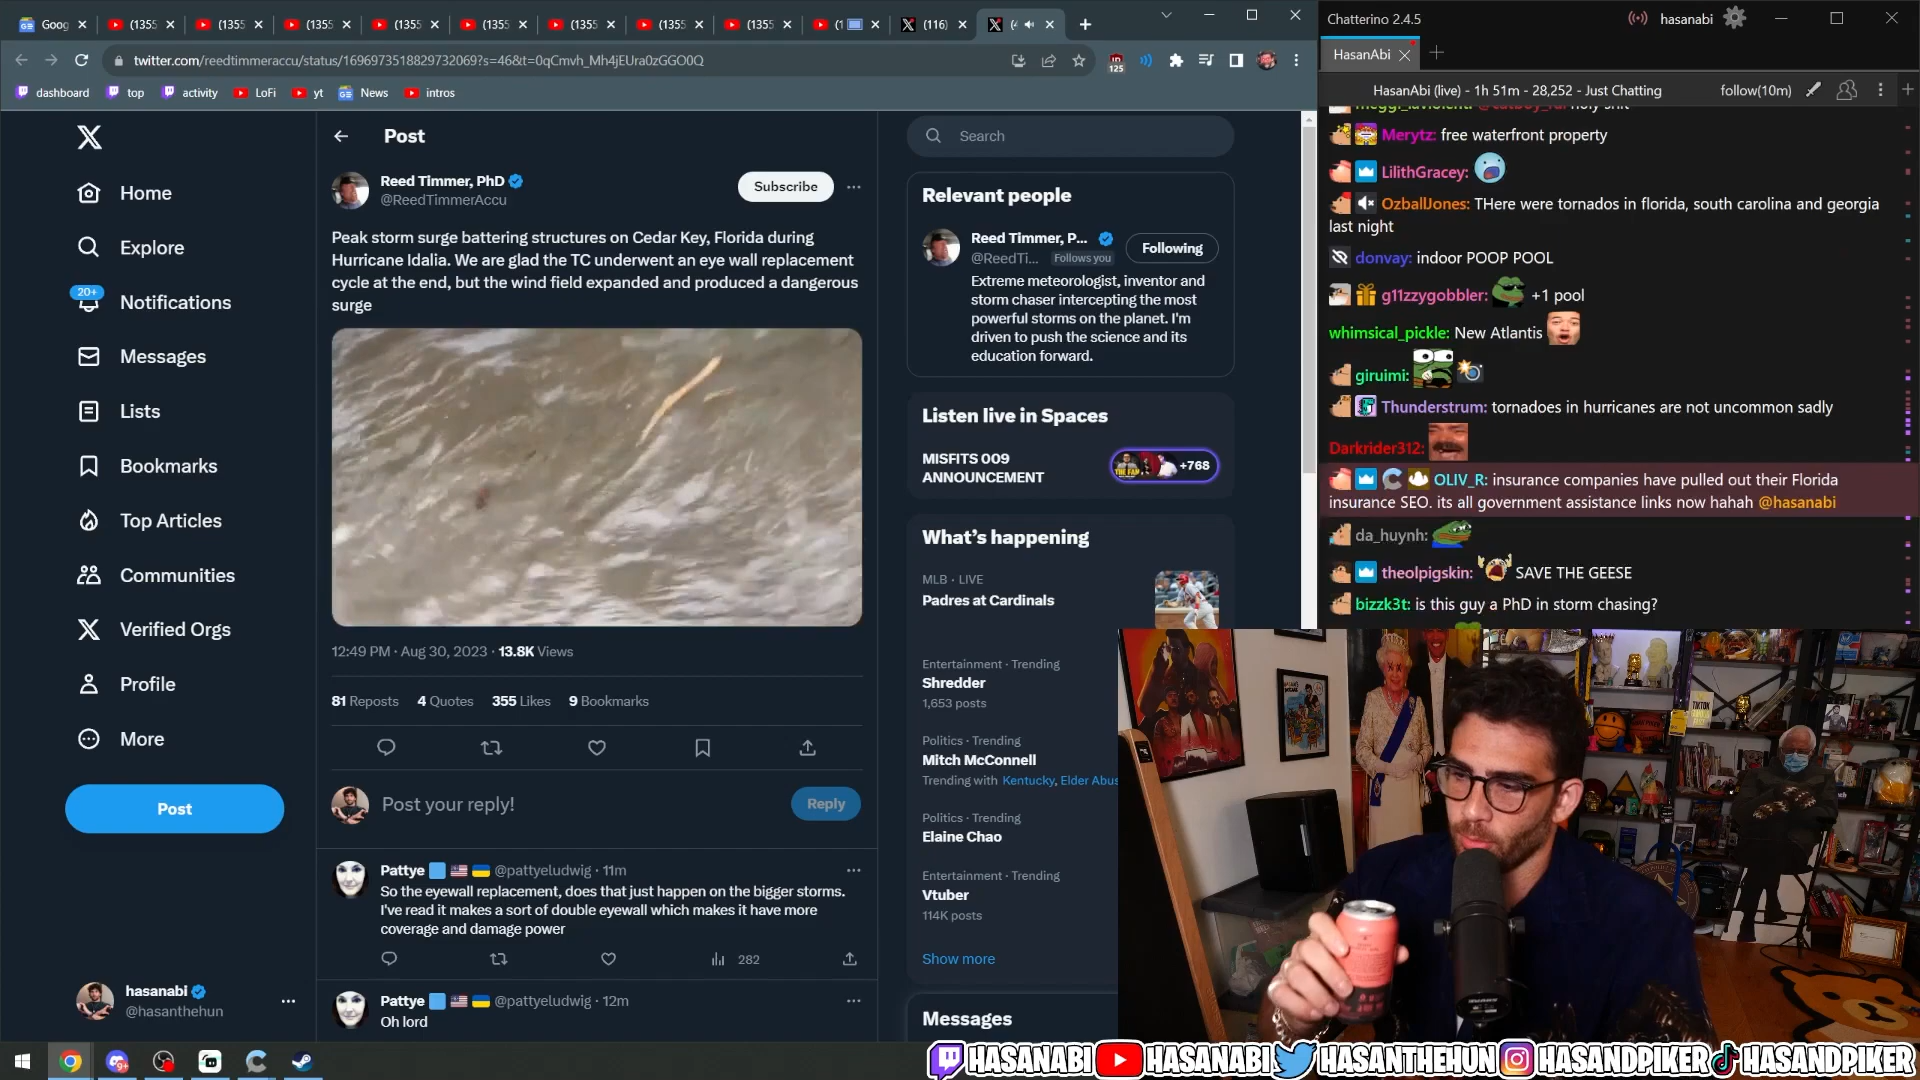 Goog
(1355
(1355
(1355
(1355
(1355
(1355
(1355
(1355
(1
(116)
twitter.com/reedtimmeraccu/status/1696973518829732069?s=46&t=0qCmvh_Mh4jEUra0zGGO0Q
125
dashboard
top
activity
LoFi
yt
News
intros
Home
Explore
20+
Notifications
Messages
Lists
Bookmarks
Top Articles
Communities
Verified Orgs
Profile
More
Post
hasanabi
@hasanthehun
Post
Reed Timmer, PhD
@ReedTimmerAccu
Subscribe
Peak storm surge battering structures on Cedar Key, Florida during
Hurricane Idalia. We are glad the TC underwent an eye wall replacement
cycle at the end, but the wind field expanded and produced a dangerous
surge
12:49 PM · Aug 30, 2023 · 13.8K Views
81 Reposts 4 Quotes 355 Likes 9 Bookmarks
Post your reply!
Reply
Pattye @pattyeludwig · 11m
So the eyewall replacement, does that just happen on the bigger storms.
I've read it makes a sort of double eyewall which makes it have more
coverage and damage power
282
Pattye @pattyeludwig · 12m
Oh lord
Search
Relevant people
Reed Timmer, P...
@ReedTi... Follows you
Following
Extreme meteorologist, inventor and
storm chaser intercepting the most
powerful storms on the planet. I'm
driven to push the science and its
education forward.
Listen live in Spaces
MISFITS 009
ANNOUNCEMENT
+768
What's happening
MLB · LIVE
Padres at Cardinals
Entertainment · Trending
Shredder
1,653 posts
Politics · Trending
Mitch McConnell
Trending with Kentucky, Elder Abus
Politics · Trending
Elaine Chao
Entertainment · Trending
Vtuber
114K posts
Show more
Messages
Chatterino 2.4.5
hasanabi
HasanAbi
HasanAbi (live) - 1h 51m - 28,252 - Just Chatting
follow(10m)
Merytz: free waterfront property
LilithGracey:
OzballJones: THere were tornados in florida, south carolina and georgia
last night
donvay: indoor POOP POOL
g11zzygobbler: +1 pool
whimsical_pickle: New Atlantis
giruimi:
Thunderstrum: tornadoes in hurricanes are not uncommon sadly
Darkrider312:
OLIV_R: insurance companies have pulled out their Florida
insurance SEO. its all government assistance links now hahah @hasanabi
da_huynh:
theolpigskin: SAVE THE GEESE
bizzk3t: is this guy a PhD in storm chasing?
HASANABI HASANABI HASANTHEHUN HASANDPIKER HASANDPIKER